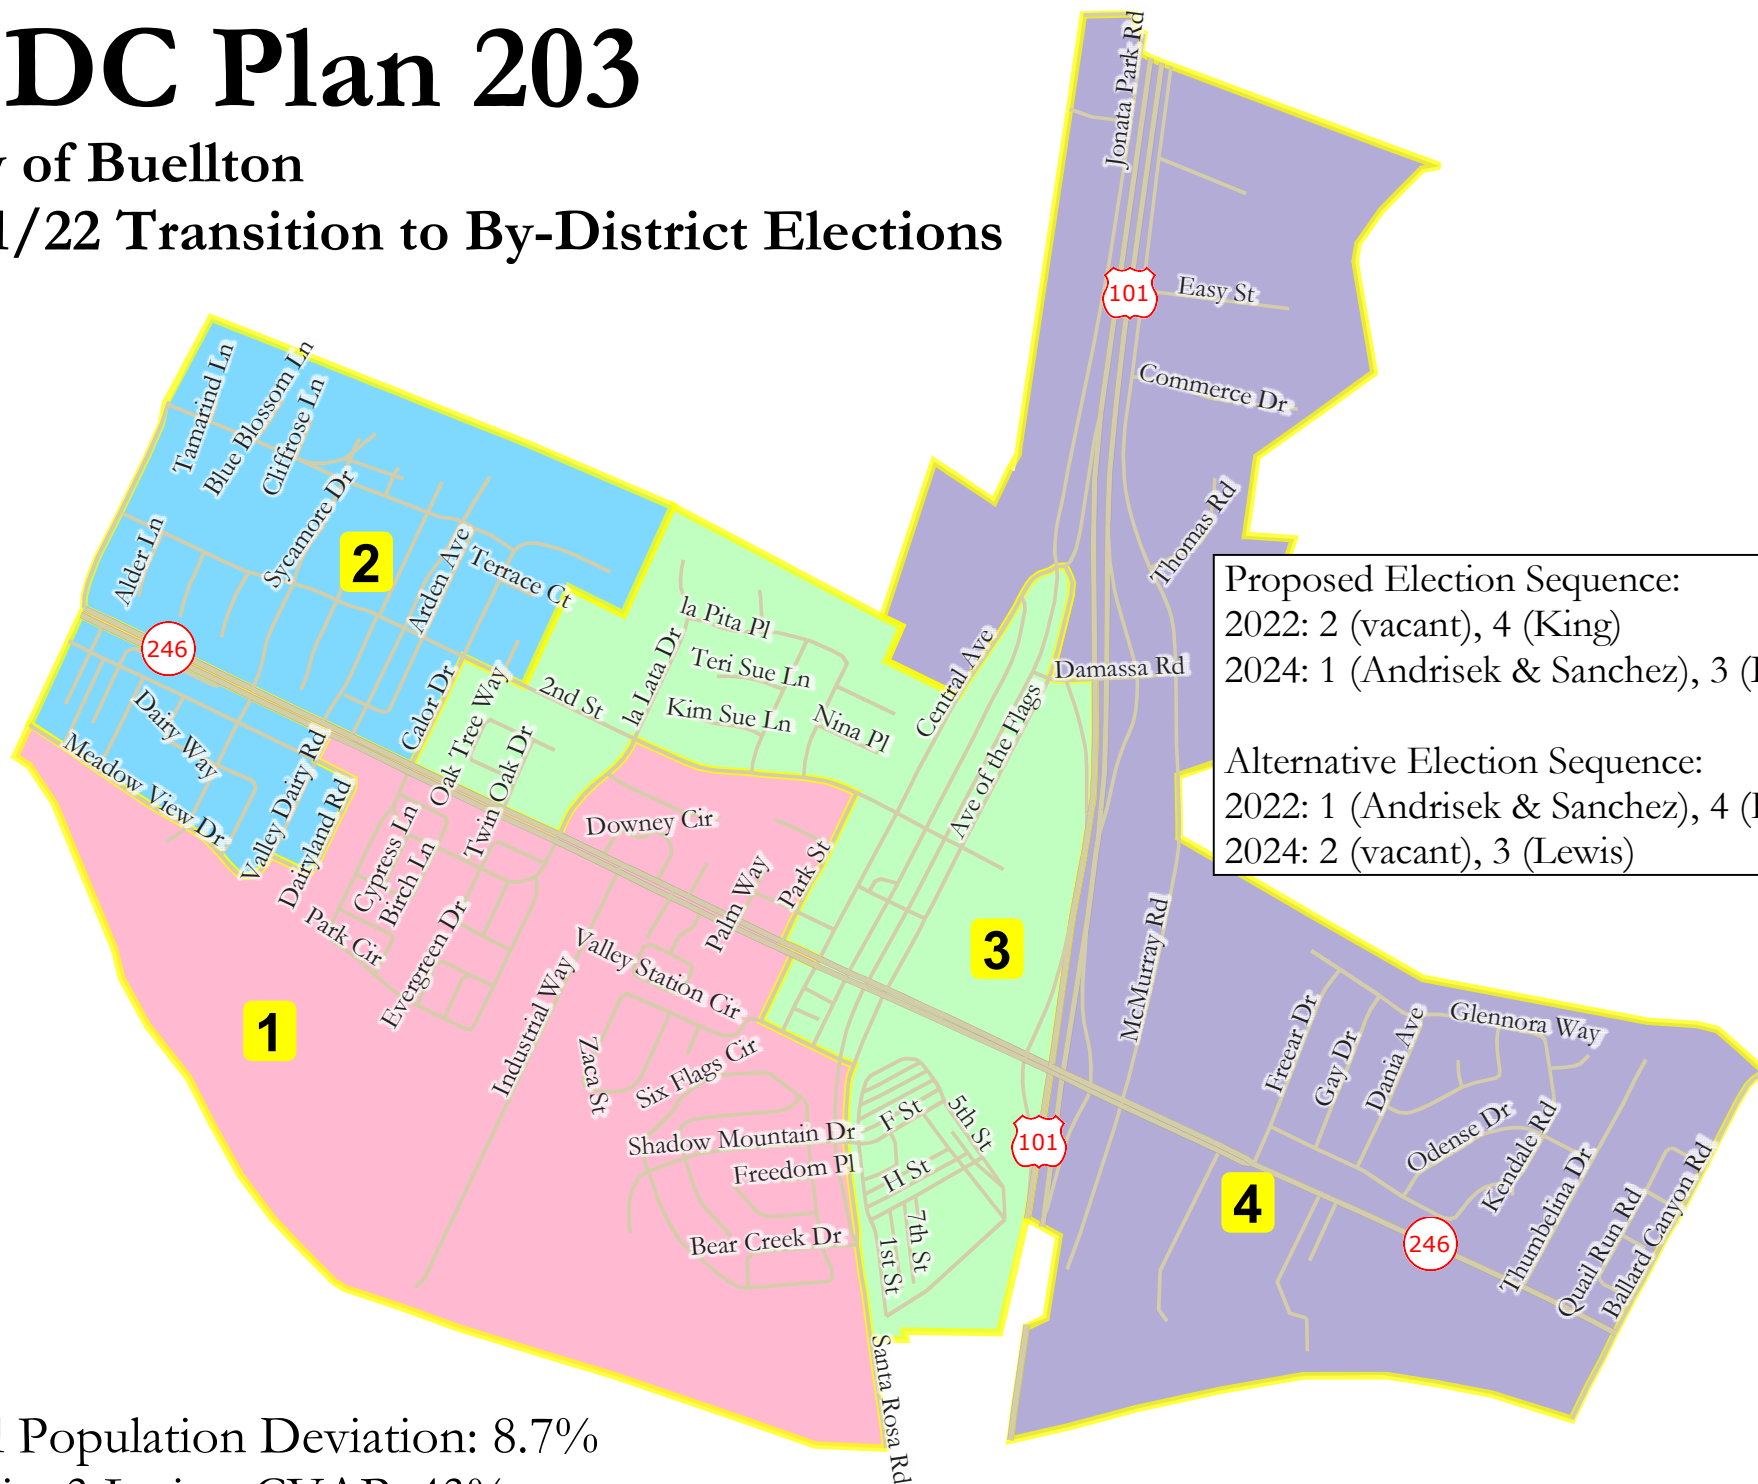 DC Plan 203
of Buellton
1/22 Transition to By-District Elections
Jonata Park Rd
101
Easy St
Commerce Dr
Thomas Rd
Tamarind Ln
Blue Blossom Ln
Cliffrose Ln
Sycamore Dr
Alder Ln
2
Arden Ave
Terrace Ct
246
la Pita Pl
Teri Sue Ln
la Lata Dr
Kim Sue Ln
Nina Pl
2nd St
Central Ave
Damassa Rd
Ave of the Flags
Calor Dr
Oak Tree Way
Twin Oak Dr
Dairy Way
Meadow View Dr
Valley Dairy Rd
Dairyland Rd
Proposed Election Sequence:
2022: 2 (vacant), 4 (King)
2024: 1 (Andrisek & Sanchez), 3 (
Alternative Election Sequence:
2022: 1 (Andrisek & Sanchez), 4 (
2024: 2 (vacant), 3 (Lewis)
Cypress Ln
Birch Ln
Downey Cir
Park St
Palm Way
Park Cir
Evergreen Dr
Valley Station Cir
Industrial Way
3
McMurray Rd
1
Zaca St
Six Flags Cir
Freear Dr
Gay Dr
Dania Ave
Glennora Way
Shadow Mountain Dr
Freedom Pl
F St
5th St
H St
101
Odense Dr
Kendale Rd
Thumbelina Dr
Quail Run Rd
Ballard Canyon Rd
4
246
Bear Creek Dr
1st St
7th St
Santa Rosa Rd
Population Deviation: 8.7%